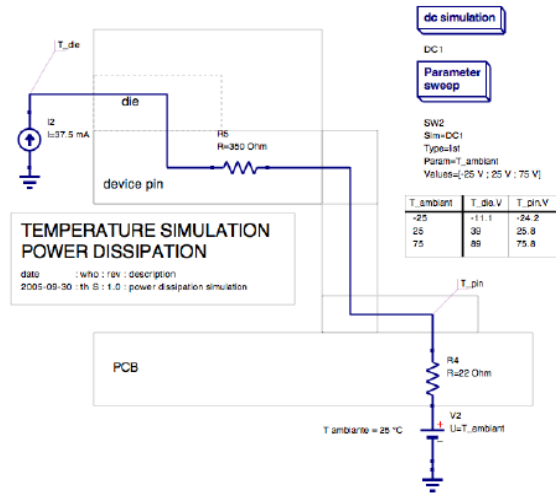 dc simulation
DC1
Parameter
sweep
SW2
Sim=DC1
Type=list
Param=T_ambiant
Values=[-25 V ; 25 V ; 75 V]
T_ambient T_die.V T_pin.V
-25 -11.1 -24.2
25 39 25.8
75 89 75.8
T_die
I2
I=37.5 mA
die
R5
R=350 Ohm
device pin
TEMPERATURE SIMULATION
POWER DISSIPATION
date : who : rev : description
2005-09-30 : th S : 1.0 : power dissipation simulation
T_pin
PCB
R4
R=22 Ohm
V2
U=T_ambiant
T ambiante = 25 °C